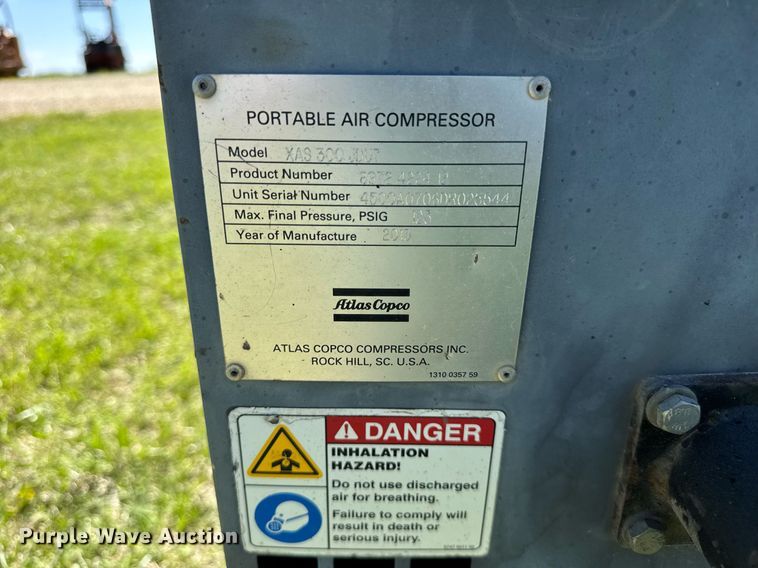 PORTABLE AIR COMPRESSOR
Model XAS 300
Product Number
Unit Serial Number
Max. Final Pressure, PSIG
Year of Manufacture
Atlas Copco
ATLAS COPCO COMPRESSORS INC.
ROCK HILL, SC. U.S.A.
1310 0357 59
DANGER
INHALATION
HAZARD!
Do not use discharged
air for breathing.
Failure to comply will
result in death or
serious injury.
Purple Wave Auction